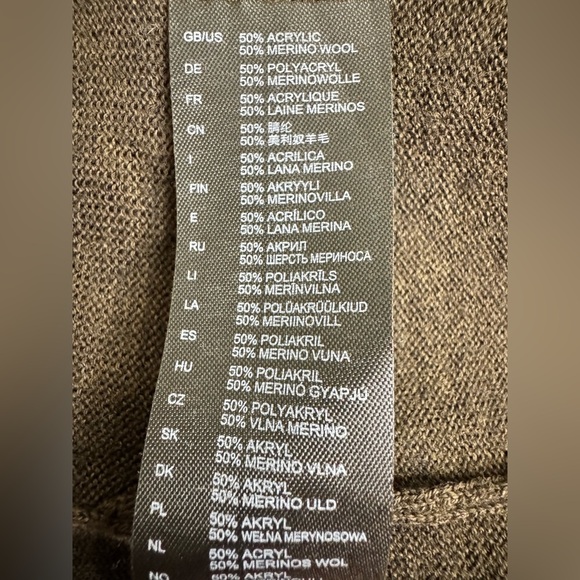 GB/US 50% ACRYLIC
50% MERINO WOOL
DE 50% POLYACRYL
50% MERINOWOLLE
FR 50% ACRYLIQUE
50% LAINE MERINOS
CN 50% 腈纶
50% 美利奴羊毛
I 50% ACRILICA
50% LANA MERINO
FIN 50% AKRYYLI
50% MERINOVILLA
E 50% ACRÍLICO
50% LANA MERINA
RU 50% АКРИЛ
50% ШЕРСТЬ МЕРИНОСА
LI 50% POLIAKRĪLS
50% MERĪNVILNA
LA 50% POLÜAKRÜÜLKIUD
50% MERIINOVILL
ES 50% POLIAKRIL
50% MERINO VUNA
HU 50% POLIAKRIL
50% MERINÓ GYAPJÚ
CZ 50% POLYAKRYL
50% VLNA MERINO
SK 50% AKRYL
50% MERINO VLNA
DK 50% AKRYL
50% MERINO ULD
PL 50% AKRYL
50% WEŁNA MERYNOSOWA
NL 50% ACRYL
50% MERINOS WOL
NO 50% AKRYL